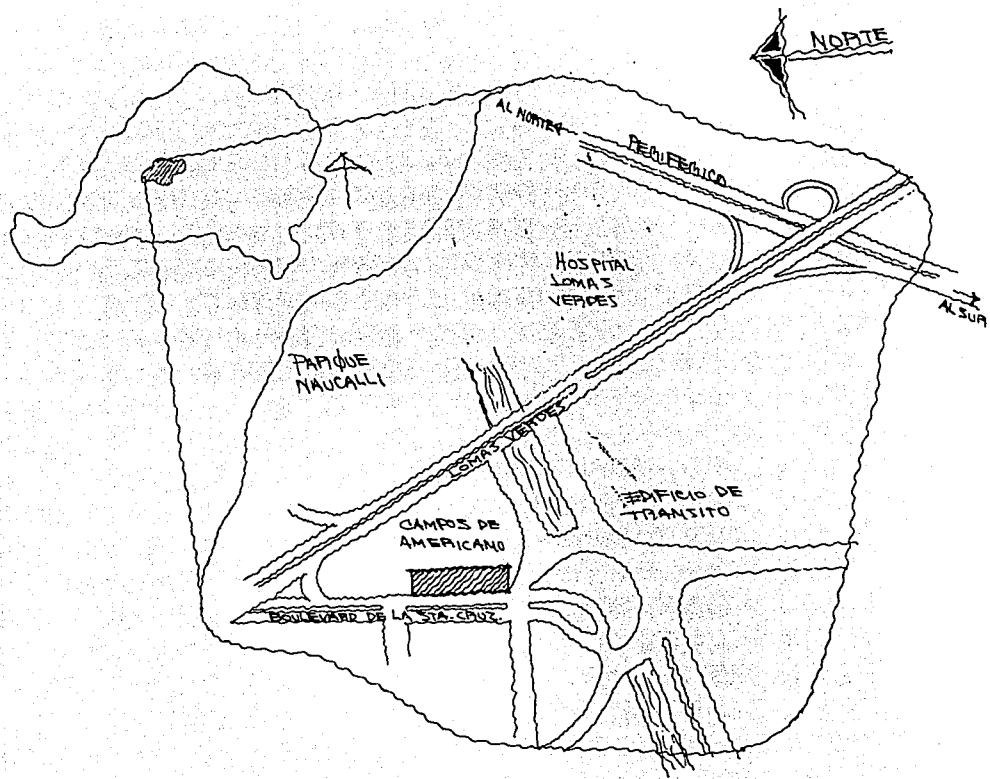 NORTE
AL NORTE
PERIFERICO
HOSPITAL
LOMAS
VERDES
AL SUR
PARQUE
NAUCALLI
LOMAS VERDES
EDIFICIO DE
TRANSITO
CAMPOS DE
AMERICANO
BOULEVARD DE LA STA. CRUZ.